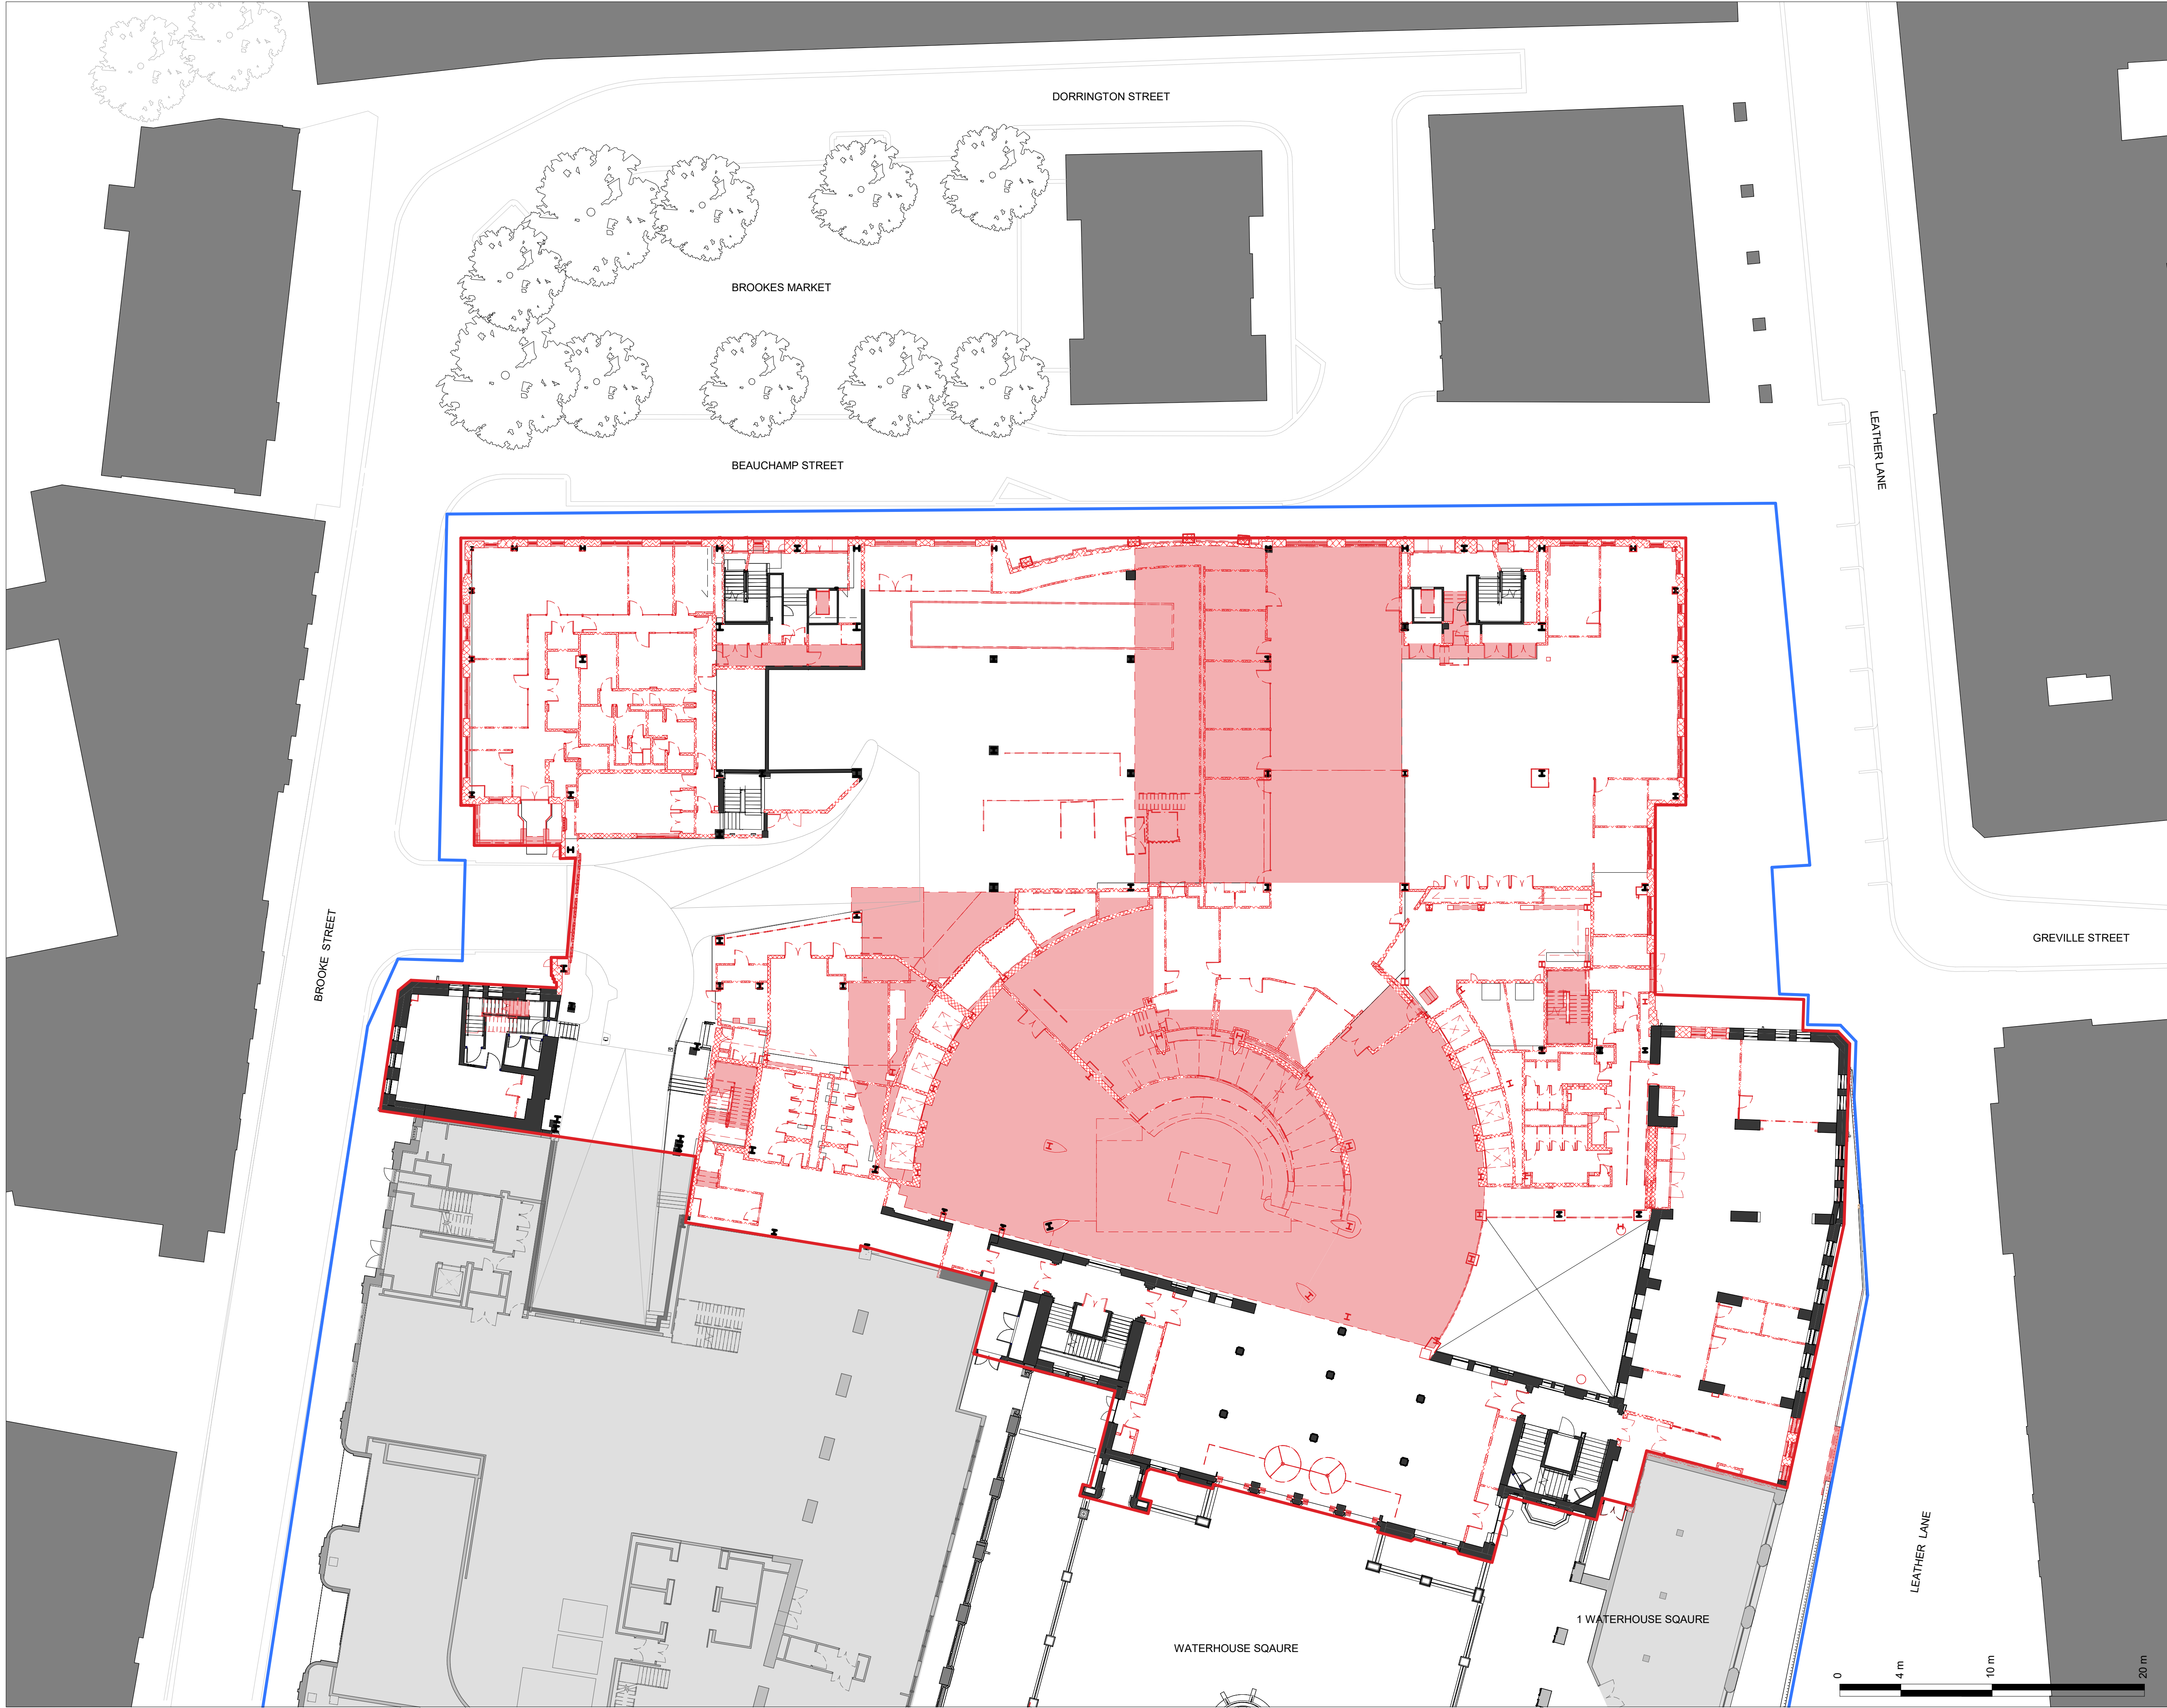 DORRINGTON STREET
BROOKES MARKET
LEATHER LANE
BEAUCHAMP STREET
BROOKE STREET
GREVILLE STREET
LEATHER LANE
1 WATERHOUSE SQAURE
WATERHOUSE SQAURE
0
4 m
10 m
20 m